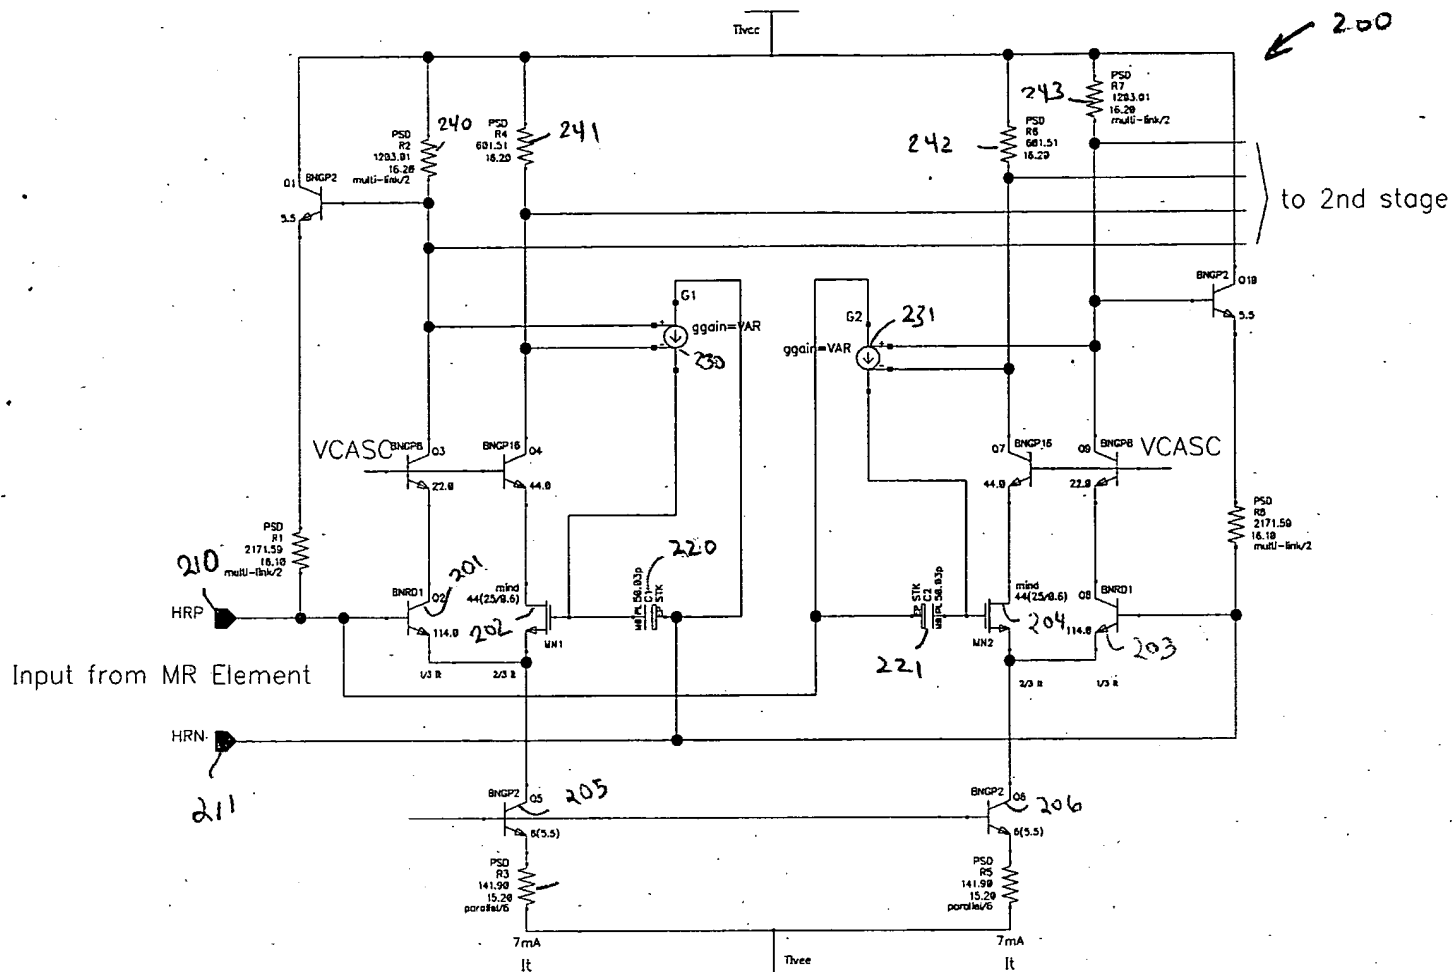 Tlvcc
200
PSD
R2
1203.01
16.20
multi-link/2
240
PSD
R4
601.51
16.20
241
242
PSD
R6
601.51
16.20
243
PSD
R7
1203.01
16.20
multi-link/2
Q1
BNGP2
5.5
to 2nd stage
BNGP2
Q10
5.5
G1
ggain=VAR
230
G2
231
ggain=VAR
VCASC
BNGP8
Q3
22.0
BNGP16
Q4
44.0
Q7
BNGP16
44.0
Q9
BNGP8
22.0
VCASC
PSD
R1
2171.59
16.10
multi-link/2
PSD
R8
2171.59
16.10
multi-link/2
210
HRP
BNRD1
Q2
114.0
201
mind
44(25/0.6)
202
MN1
220
C1
STK
STK
C2
221
mind
44(25/0.6)
204
MN2
Q8
BNRD1
114.0
203
1/3 It
2/3 It
2/3 It
1/3 It
Input from MR Element
HRN
211
BNGP2
Q5
205
6(5.5)
BNGP2
Q6
206
6(5.5)
PSD
R3
141.90
15.20
parallel/6
PSD
R5
141.90
15.20
parallel/6
7mA
It
Tlvee
7mA
It